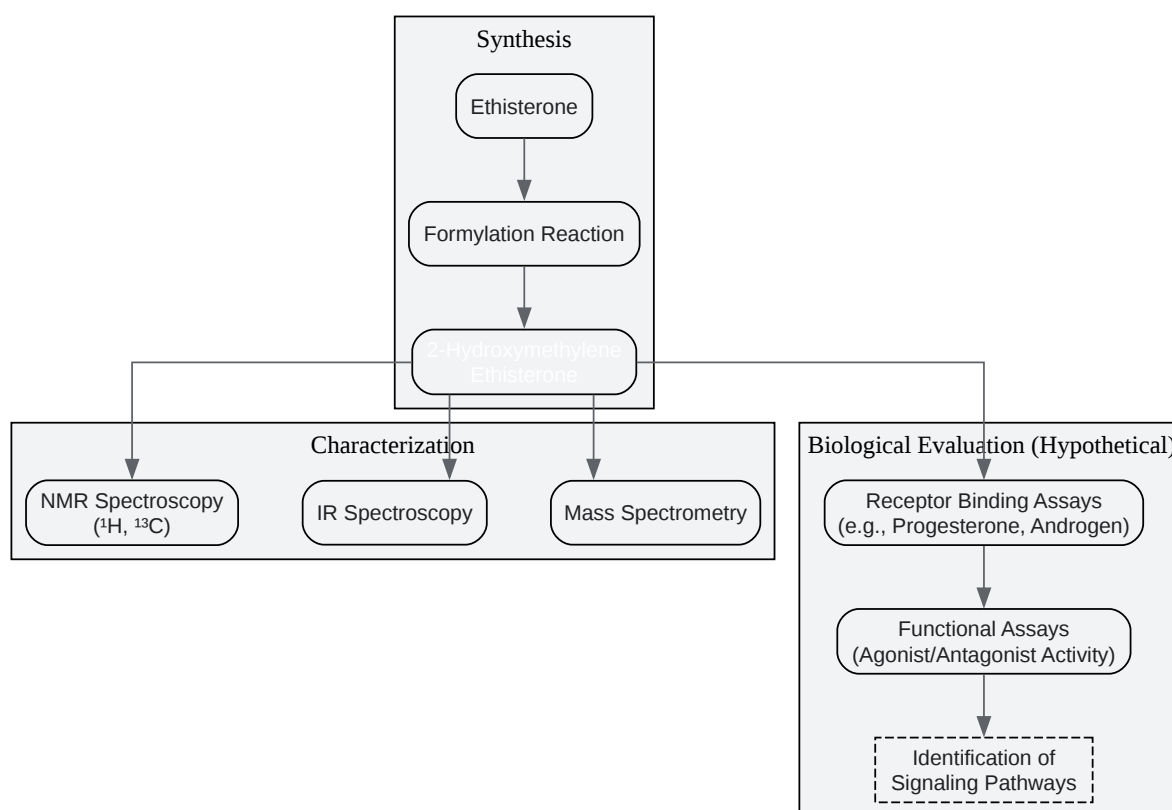 Synthesis
Ethisterone
Formylation Reaction
2-Hydroxymethylene
Ethisterone
Characterization
NMR Spectroscopy
(¹H, ¹³C)
IR Spectroscopy
Mass Spectrometry
Biological Evaluation (Hypothetical)
Receptor Binding Assays
(e.g., Progesterone, Androgen)
Functional Assays
(Agonist/Antagonist Activity)
Identification of
Signaling Pathways